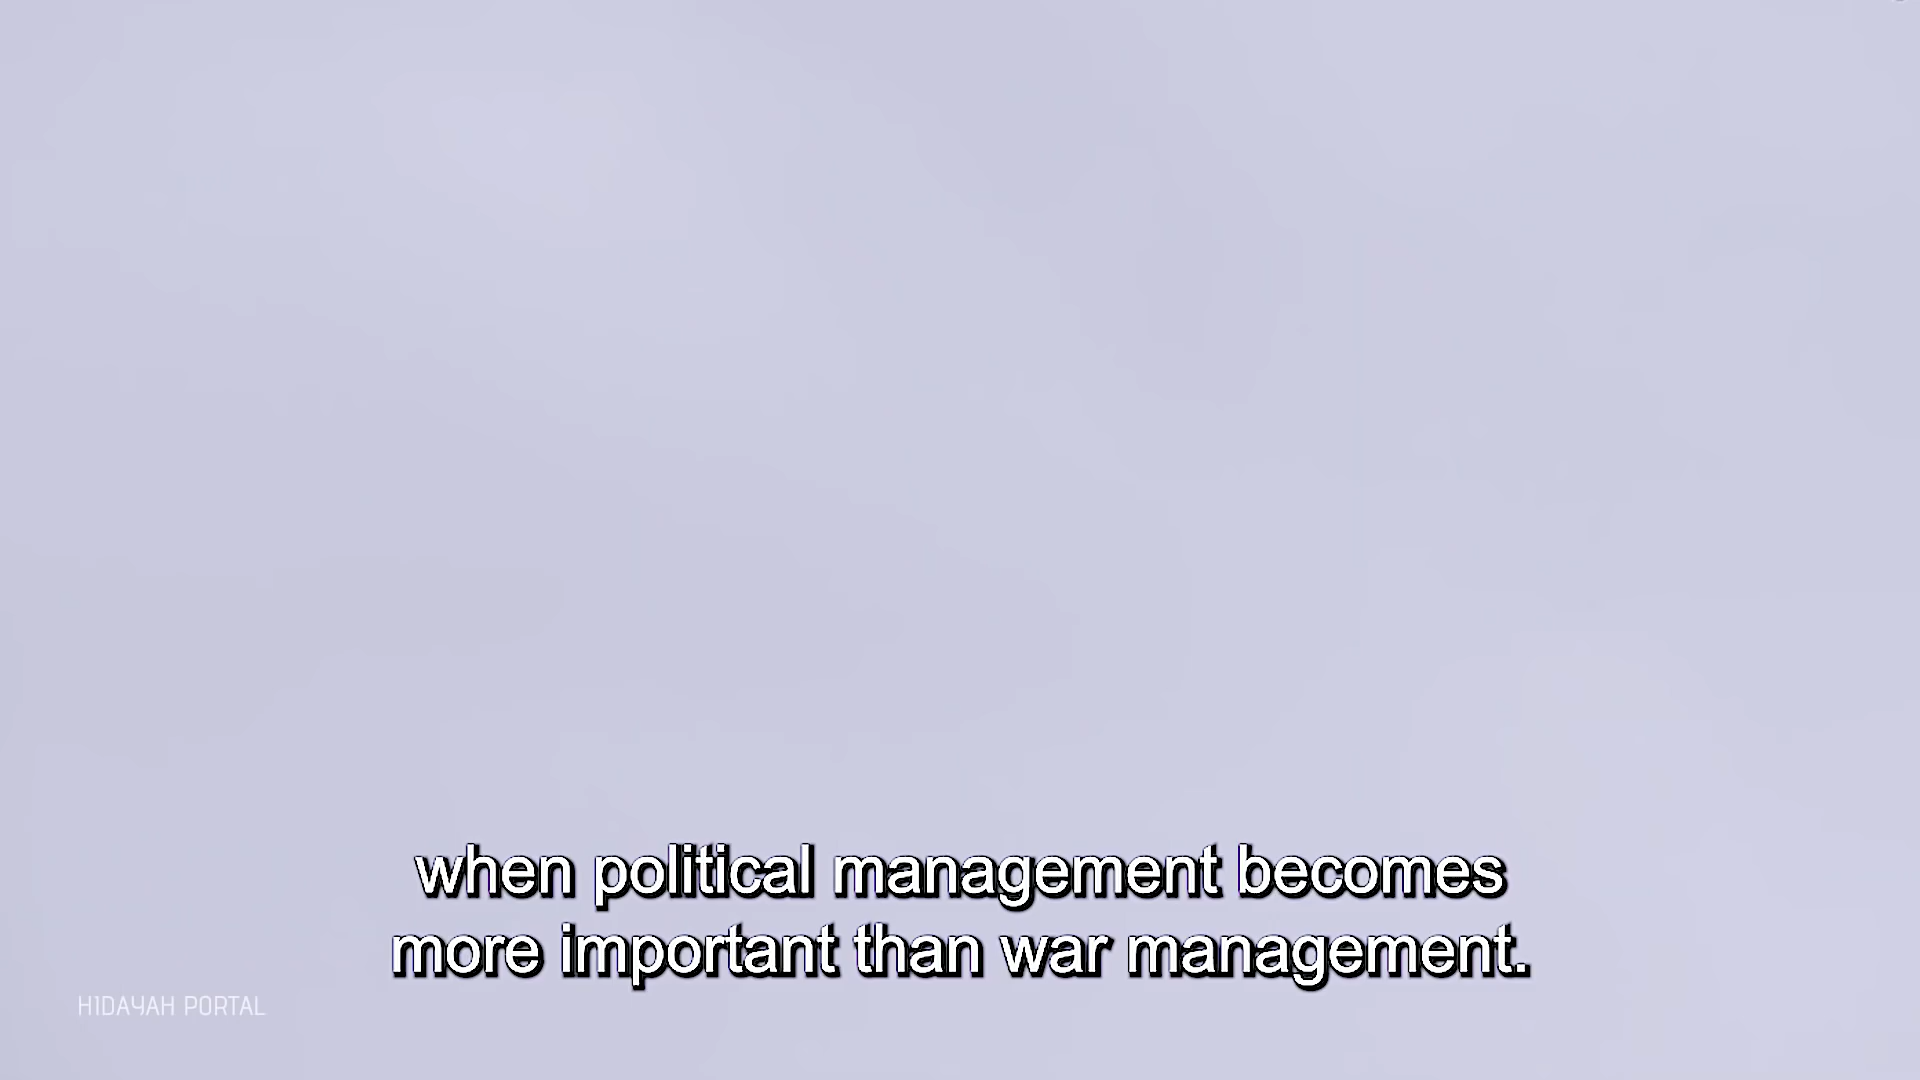 when political management becomes
more important than war management.
HIDAYAH PORTAL